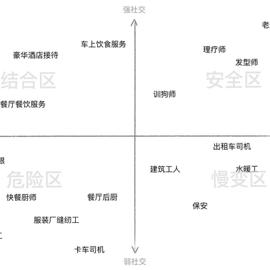 强社交
老
车上饮食服务
理疗师
豪华酒店接待
发型师
结合区
安全区
训狗师
餐厅餐饮服务
出租车司机
建筑工人
水暖工
危险区
慢变区
快餐厨师
餐厅后厨
保安
服装厂缝纫工
工
卡车司机
弱社交